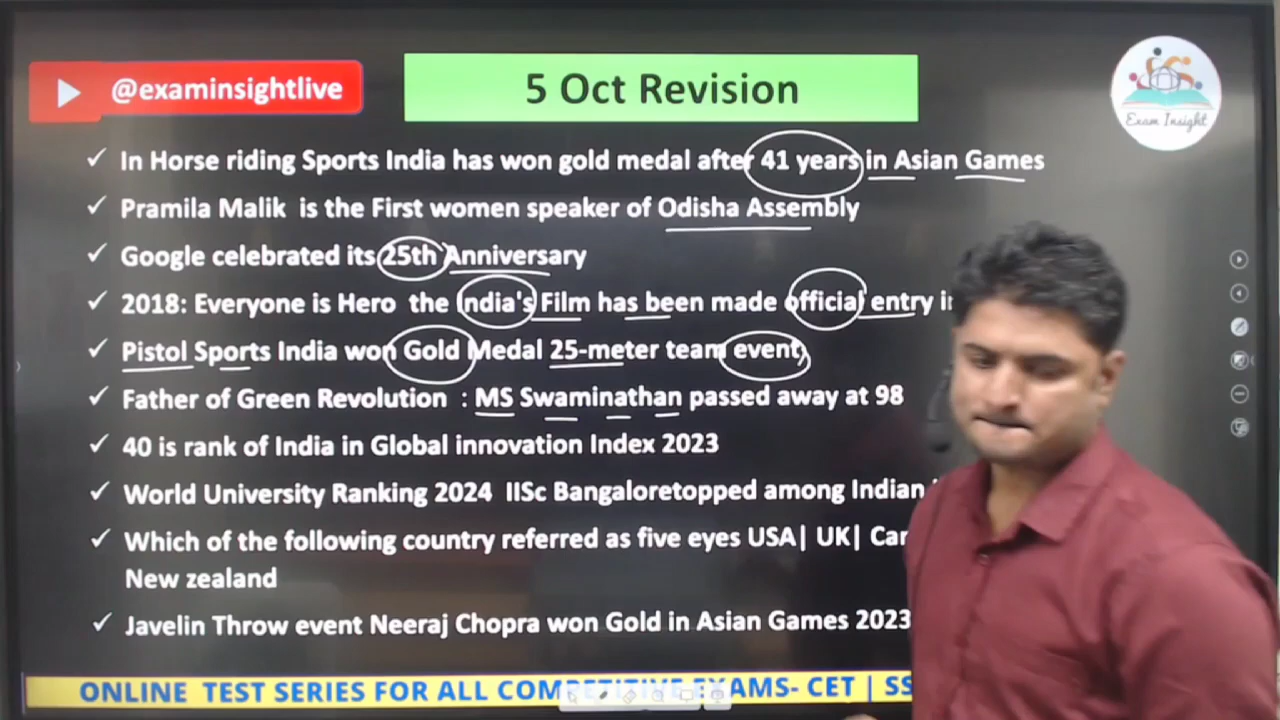 @examinsightlive
5 Oct Revision
Exam Insight
✓ In Horse riding Sports India has won gold medal after 41 years in Asian Games
✓ Pramila Malik is the First women speaker of Odisha Assembly
✓ Google celebrated its 25th Anniversary
✓ 2018: Everyone is Hero the India's Film has been made official entry
✓ Pistol Sports India won Gold Medal 25-meter team event
✓ Father of Green Revolution : MS Swaminathan passed away at 98
✓ 40 is rank of India in Global innovation Index 2023
✓ World University Ranking 2024 IISc Bangaloretopped among Indian
✓ Which of the following country referred as five eyes USA| UK|
New zealand
✓ Javelin Throw event Neeraj Chopra won Gold in Asian Games 2023
ONLINE TEST SERIES FOR ALL COMPETITIVE EXAMS- CET |